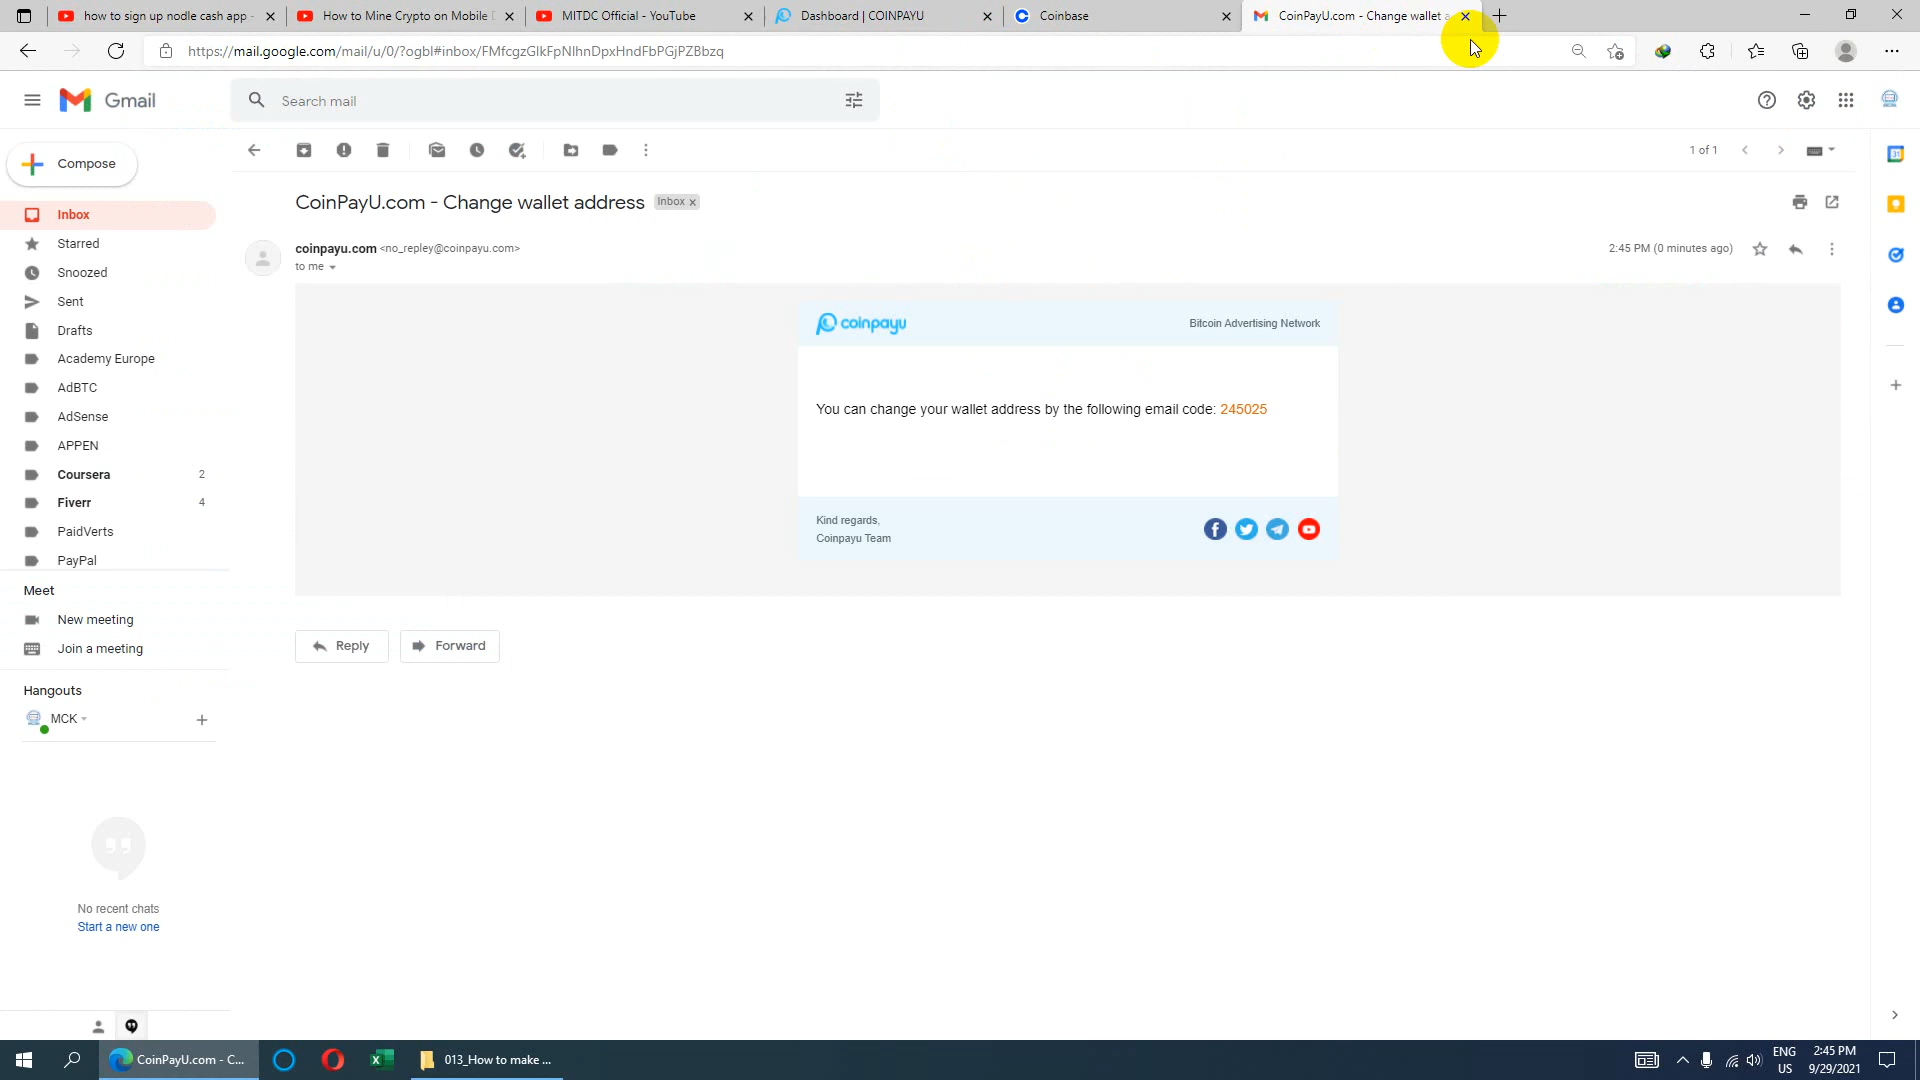 how to sign up nodle cash app -
How to Mine Crypto on Mobile
MITDC Official - YouTube
Dashboard | COINPAYU
Coinbase
CoinPayU.com - Change wallet a
https://mail.google.com/mail/u/0/?ogbl#inbox/FMfcgzGlkFpNlhnDpxHndFbPGjPZBbzq
Gmail
Search mail
Compose
1 of 1
Inbox
Starred
Snoozed
Sent
Drafts
Academy Europe
AdBTC
AdSense
APPEN
Coursera 2
Fiverr 4
PaidVerts
PayPal
Meet
New meeting
Join a meeting
Hangouts
MCK
No recent chats
Start a new one
CoinPayU.com - Change wallet address Inbox x
coinpayu.com <no_repley@coinpayu.com>
2:45 PM (0 minutes ago)
to me
coinpayu
Bitcoin Advertising Network
You can change your wallet address by the following email code: 245025
Kind regards,
Coinpayu Team
Reply
Forward
CoinPayU.com - C...
013_How to make ...
ENG
US
2:45 PM
9/29/2021